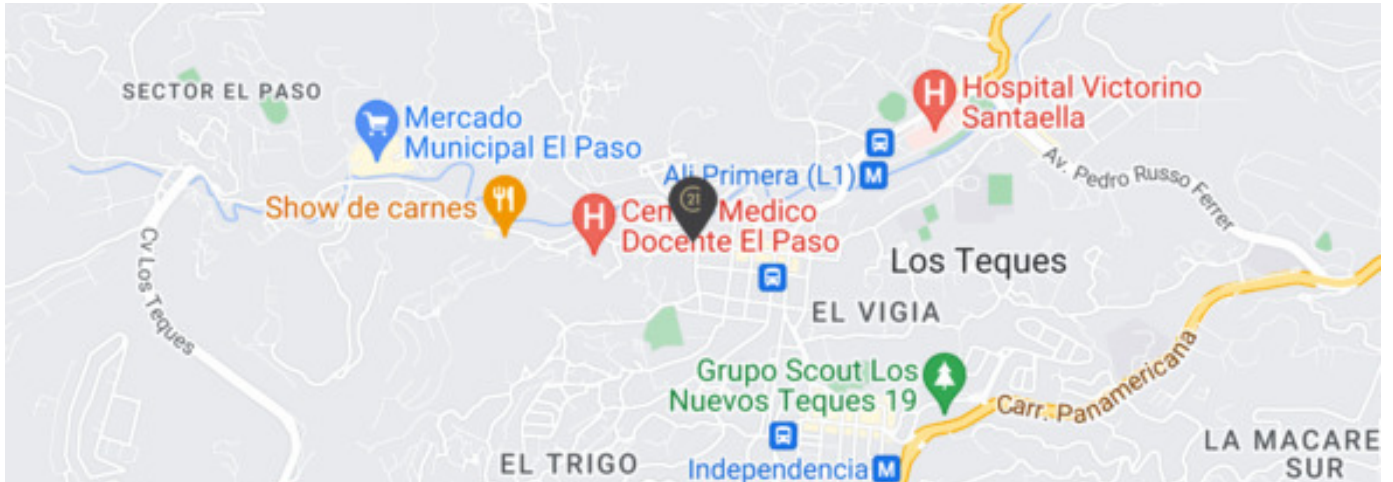 SECTOR EL PASO
Mercado
Municipal El Paso
Hospital Victorino
Santaella
H
Alí Primera (L1)
M
Av. Pedro Russo Ferrer
Show de carnes
H
21
Medico
Docente El Paso
Cv Los Teques
Los Teques
EL VIGIA
Grupo Scout Los
Nuevos Teques 19
Carr. Panamericana
EL TRIGO
Independencia
M
LA MACARE
SUR